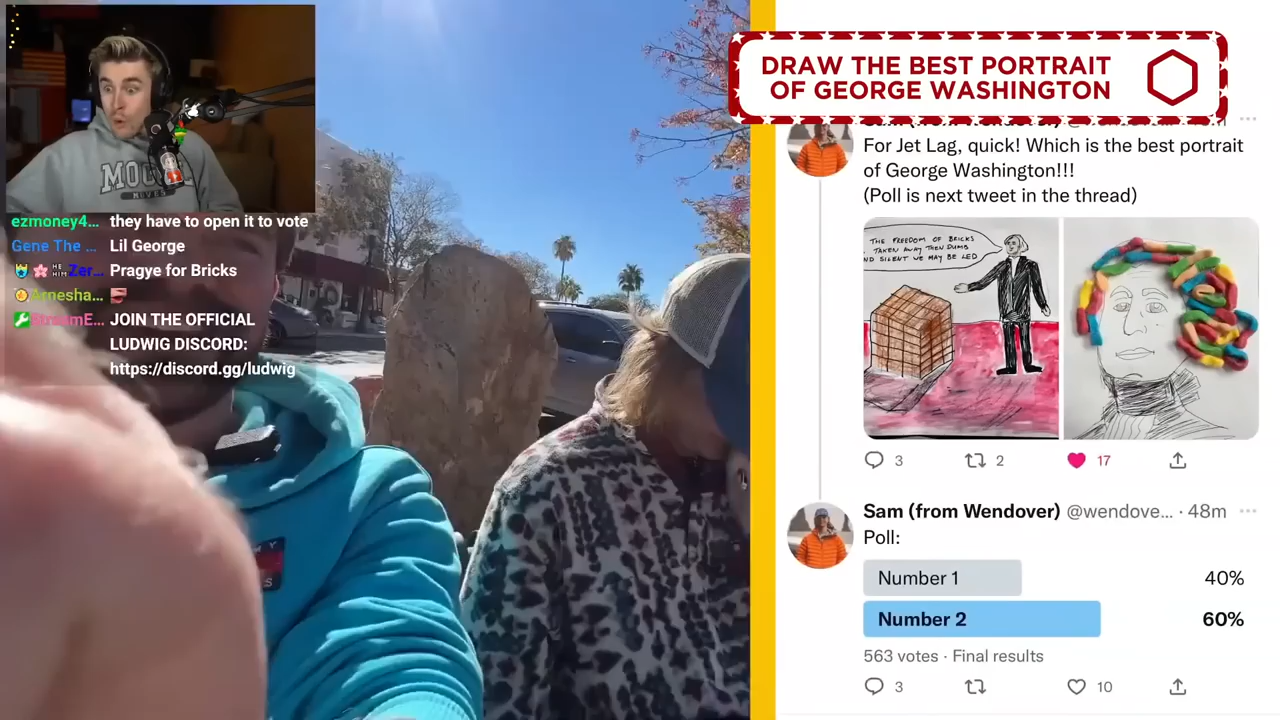 DRAW THE BEST PORTRAIT
OF GEORGE WASHINGTON
MOGUL
ezmoney4... they have to open it to vote
Gene The ... Lil George
Zer... Pragye for Bricks
Arnesha...
StreamE... JOIN THE OFFICIAL
LUDWIG DISCORD:
https://discord.gg/ludwig
For Jet Lag, quick! Which is the best portrait
of George Washington!!!
(Poll is next tweet in the thread)
THE FREEDOM OF BRICKS
TAKEN AWAY THEN DUMB
ND SILENT WE MAY BE LED
3 2 17
Sam (from Wendover) @wendove... · 48m
Poll:
Number 1 40%
Number 2 60%
563 votes · Final results
3 10